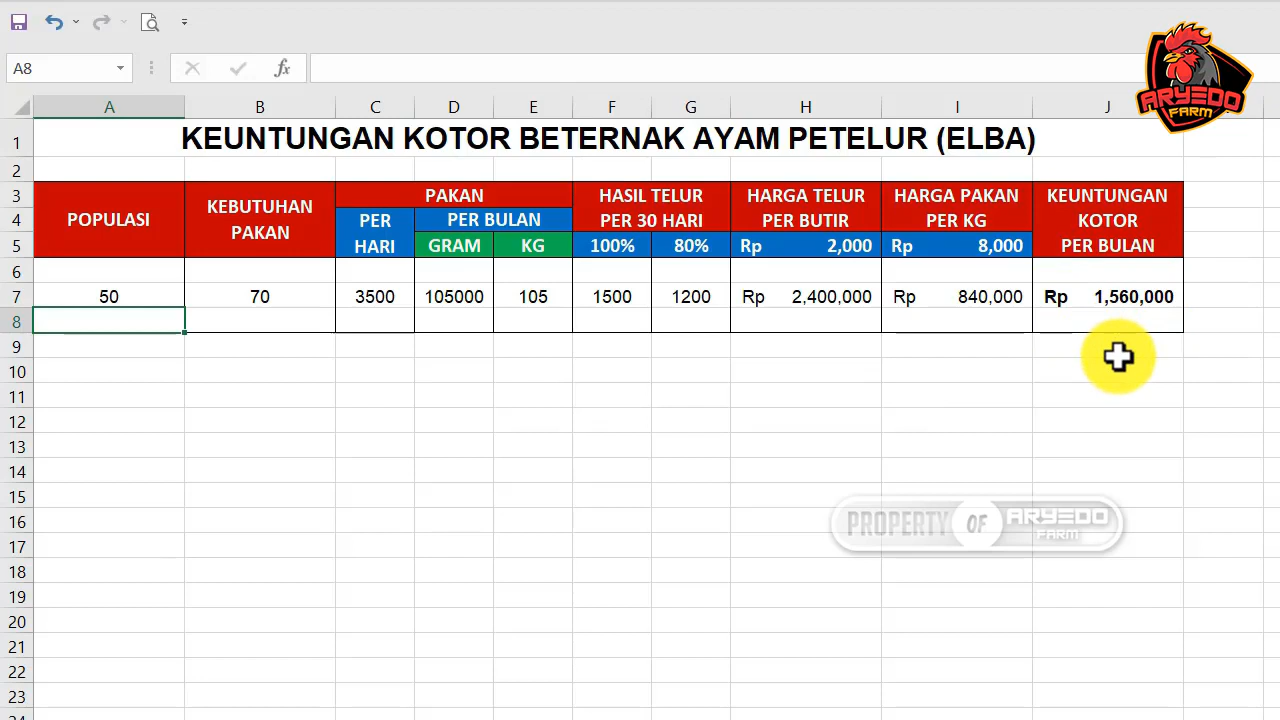 ARYEDO
FARM
A8
fx
A B C D E F G H I J
1 KEUNTUNGAN KOTOR BETERNAK AYAM PETELUR (ELBA)
2
3 POPULASI KEBUTUHAN PAKAN PAKAN HASIL TELUR HARGA TELUR HARGA PAKAN KEUNTUNGAN
4 PER HARI PER BULAN PER 30 HARI PER BUTIR PER KG KOTOR
5 GRAM KG 100% 80% Rp 2,000 Rp 8,000 PER BULAN
6
7 50 70 3500 105000 105 1500 1200 Rp 2,400,000 Rp 840,000 Rp 1,560,000
8
9
10
11
12
13
14
15
16 PROPERTY OF ARYEDO FARM
17
18
19
20
21
22
23